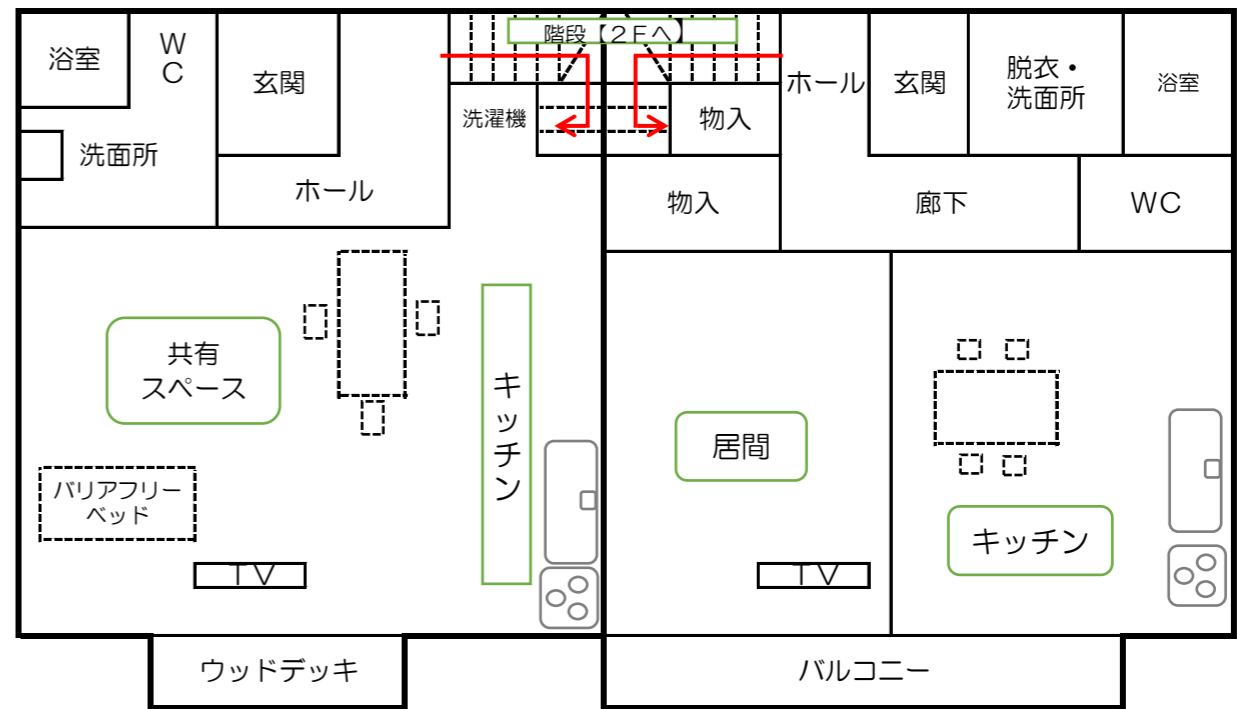 階段【２Ｆへ】
浴室
ＷＣ
玄関
洗面所
ホール
洗濯機
物入
ホール
玄関
脱衣・
洗面所
浴室
物入
廊下
ＷＣ
共有
スペース
キッチン
バリアフリー
ベッド
ＴＶ
居間
ＴＶ
キッチン
ウッドデッキ
バルコニー